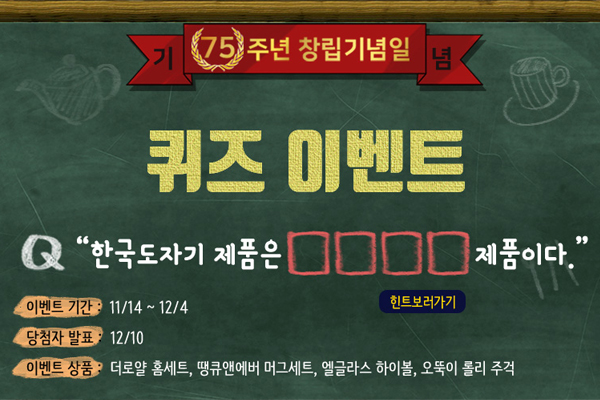 기 75주년 창립기념일 념
퀴즈 이벤트
Q “한국도자기 제품은 □□□□ 제품이다.”
힌트보러가기
이벤트 기간 : 11/14 ~ 12/4
당첨자 발표 : 12/10
이벤트 상품 : 더로얄 홈세트, 땡큐앤에버 머그세트, 엘글라스 하이볼, 오뚝이 롤리 주걱